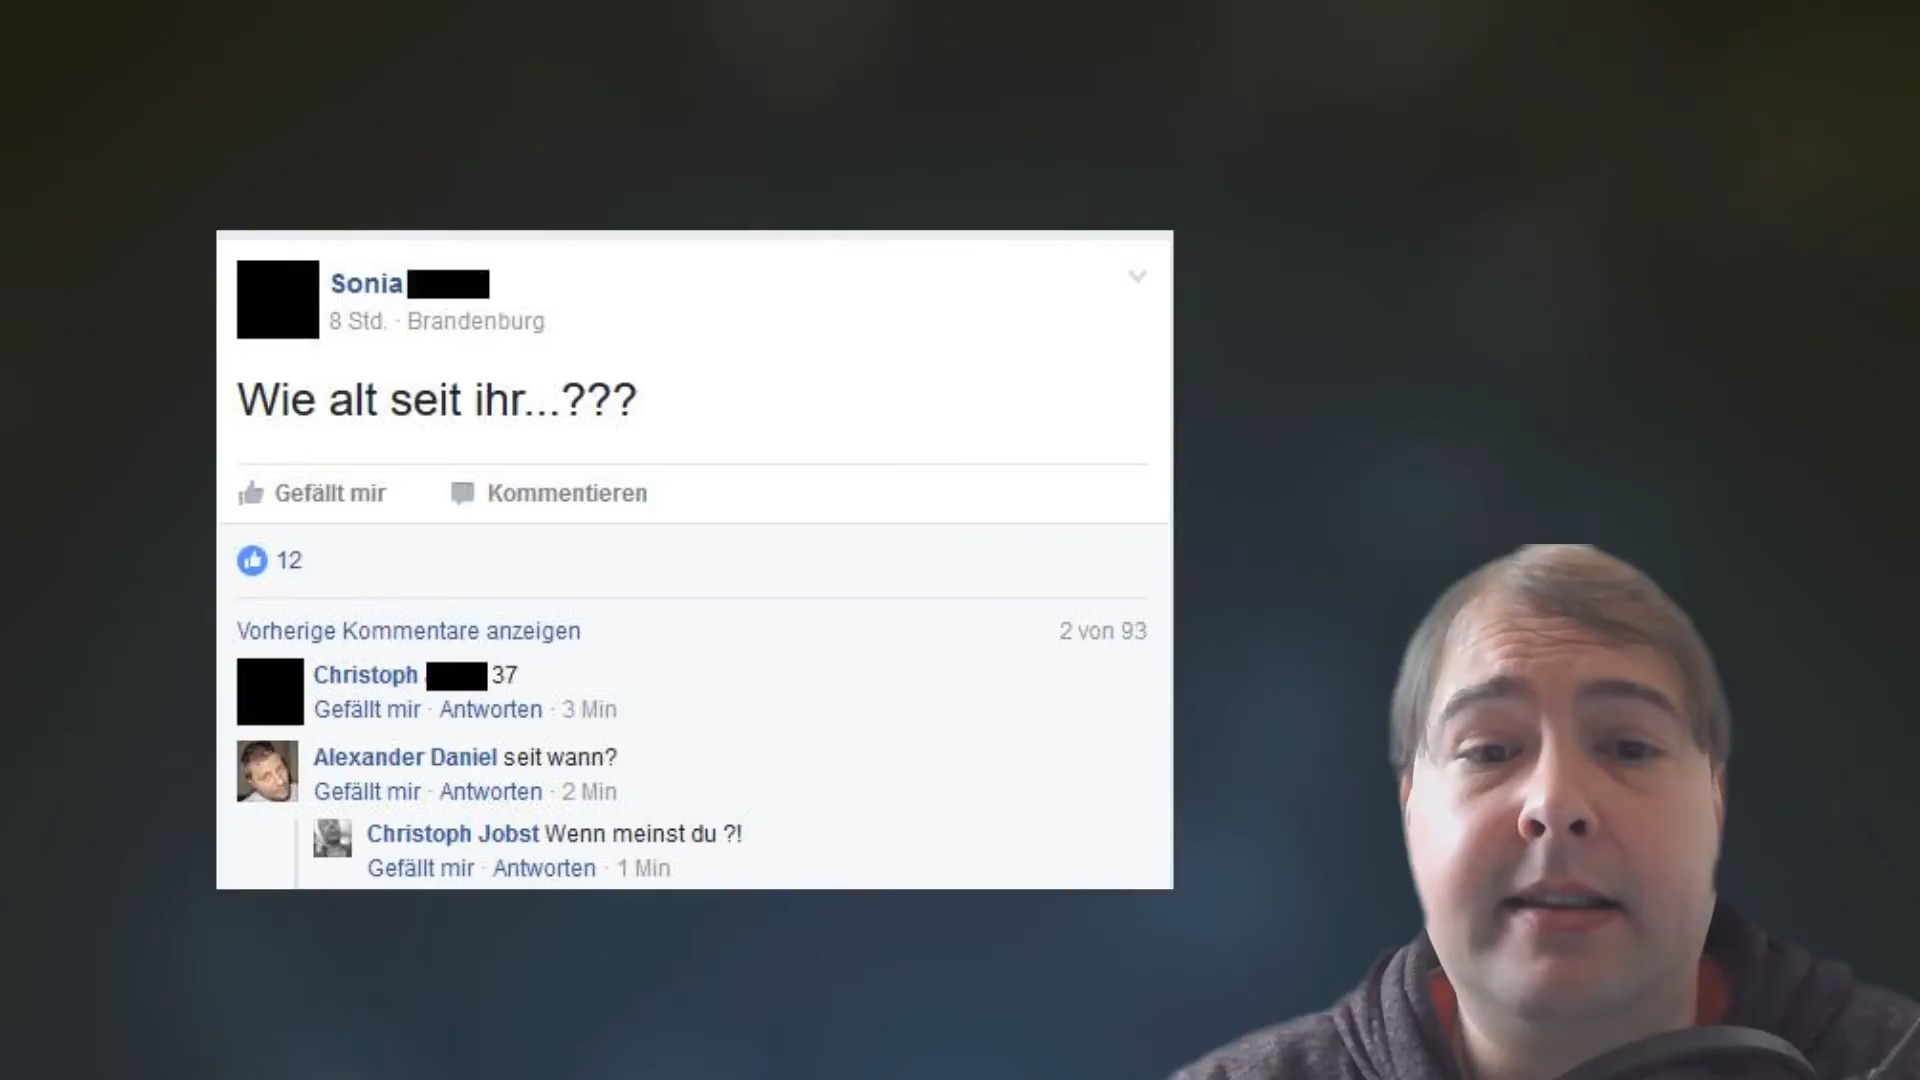 Sonia
8 Std. · Brandenburg
Wie alt seit ihr...???
Gefällt mir Kommentieren
12
Vorherige Kommentare anzeigen 2 von 93
Christoph 37
Gefällt mir · Antworten · 3 Min
Alexander Daniel seit wann?
Gefällt mir · Antworten · 2 Min
Christoph Jobst Wenn meinst du ?!
Gefällt mir · Antworten · 1 Min